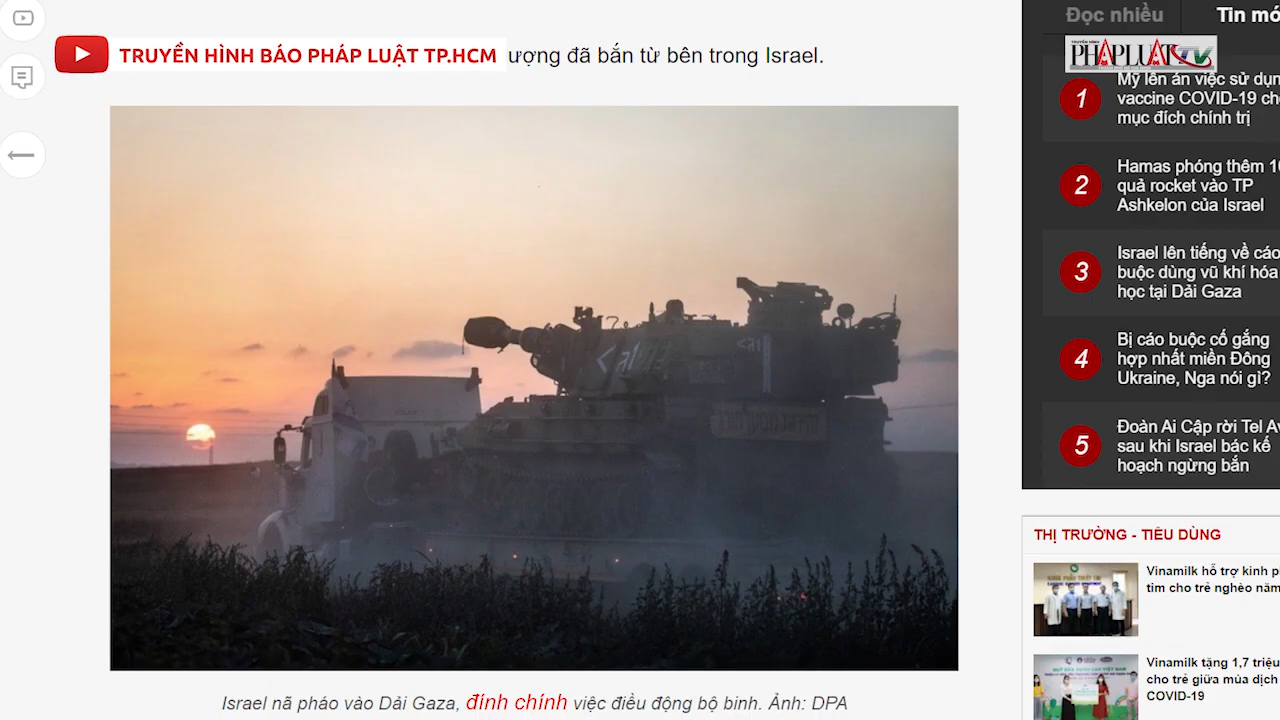 TRUYỀN HÌNH BÁO PHÁP LUẬT TP.HCM
ượng đã bắn từ bên trong Israel.
Israel nã pháo vào Dải Gaza, đính chính việc điều động bộ binh. Ảnh: DPA
Đọc nhiều
Tin mớ
TRUYỀN HÌNH
PHÁPLUẬTTV
1
Mỹ lên án việc sử dụn
vaccine COVID-19 ch
mục đích chính trị
2
Hamas phóng thêm 10
quả rocket vào TP
Ashkelon của Israel
3
Israel lên tiếng về cáo
buộc dùng vũ khí hóa
học tại Dải Gaza
4
Bị cáo buộc cố gắng
hợp nhất miền Đông
Ukraine, Nga nói gì?
5
Đoàn Ai Cập rời Tel Av
sau khi Israel bác kế
hoạch ngừng bắn
THỊ TRƯỜNG - TIÊU DÙNG
Vinamilk hỗ trợ kinh p
tim cho trẻ nghèo năm
Vinamilk tặng 1,7 triệu
cho trẻ giữa mùa dịch
COVID-19